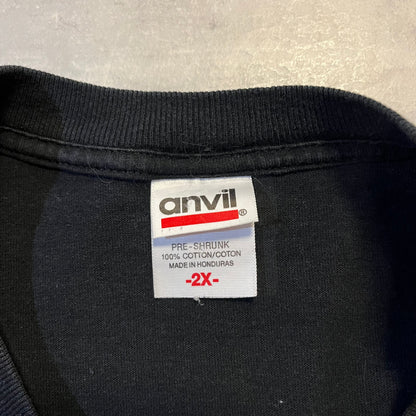 anvil®
PRE-SHRUNK
100% COTTON/COTON
MADE IN HONDURAS
-2X-